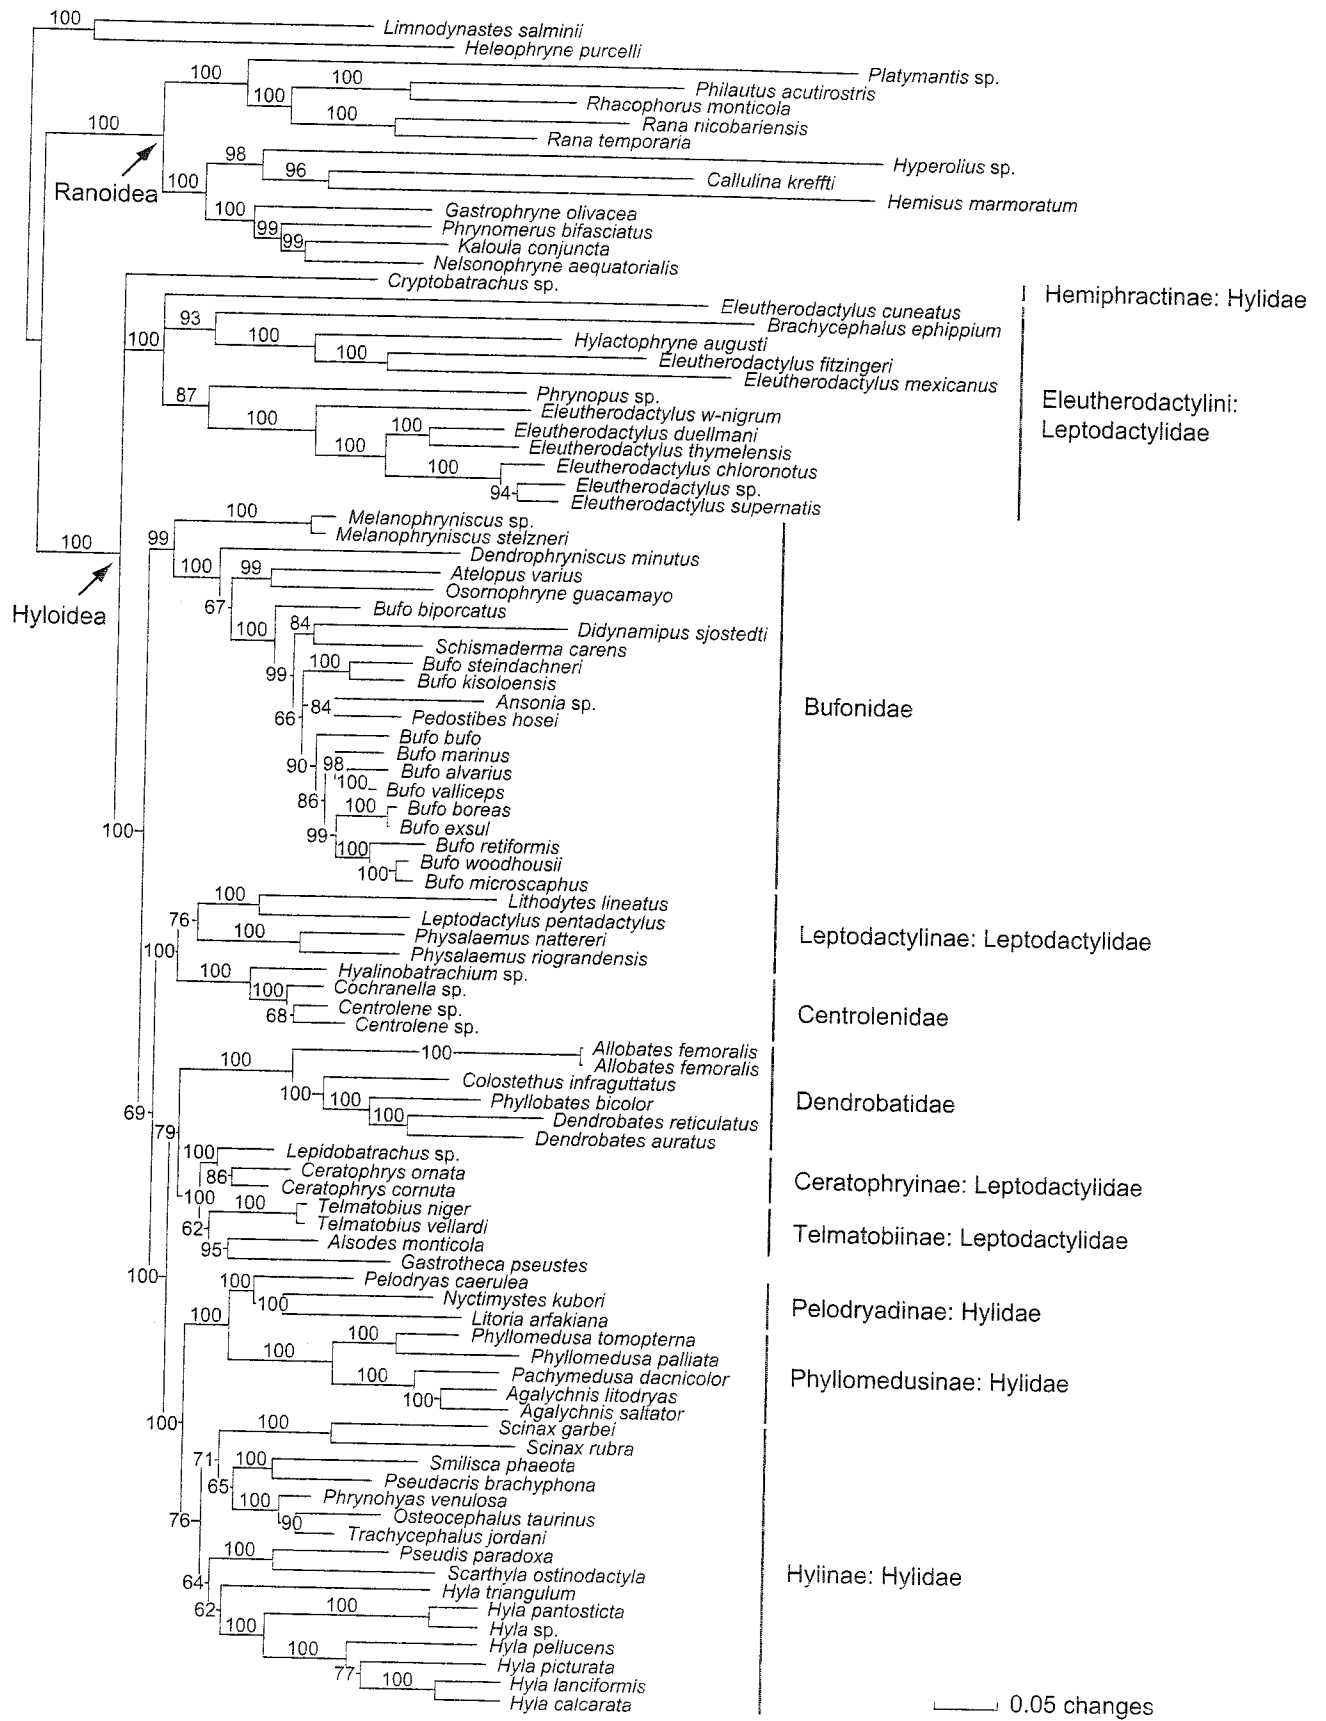 100
Limnodynastes salminii
Heleophryne purcelli
100
Platymantis sp.
100
Philautus acutirostris
100
Rhacophorus monticola
100
Rana nicobariensis
100
Rana temporaria
98
Hyperolius sp.
Ranoidea
96
Callulina kreffti
100
Hemisus marmoratum
100
Gastrophryne olivacea
99
Phrynomerus bifasciatus
99
Kaloula conjuncta
Nelsonophryne aequatorialis
Cryptobatrachus sp.
Hemiphractinae: Hylidae
Eleutherodactylus cuneatus
93
Brachycephalus ephippium
100
100
Hylactophryne augusti
100
Eleutherodactylus fitzingeri
Eleutherodactylus mexicanus
87
Phrynopus sp.
Eleutherodactylini:
Leptodactylidae
100
Eleutherodactylus w-nigrum
100
Eleutherodactylus duellmani
100
Eleutherodactylus thymelensis
100
Eleutherodactylus chloronotus
94
Eleutherodactylus sp.
Eleutherodactylus supernatis
100
Hyloidea
99
100
Melanophryniscus sp.
Melanophryniscus stelzneri
100
Dendrophryniscus minutus
99
Atelopus varius
67
Osornophryne guacamayo
100
Bufo biporcatus
84
Didynamipus sjostedti
99
Schismaderma carens
100
Bufo steindachneri
Bufo kisoloensis
66
84
Ansonia sp.
Pedostibes hosei
Bufonidae
90
Bufo bufo
98
Bufo marinus
Bufo alvarius
86
100
Bufo valliceps
100
Bufo boreas
99
Bufo exsul
100
Bufo retiformis
100
Bufo woodhousii
Bufo microscaphus
100
100
Lithodytes lineatus
76
Leptodactylus pentadactylus
100
Physalaemus nattereri
Physalaemus riograndensis
Leptodactylinae: Leptodactylidae
100
100
Hyalinobatrachium sp.
100
Cochranella sp.
68
Centrolene sp.
Centrolene sp.
Centrolenidae
69
100
100
Allobates femoralis
Allobates femoralis
100
Colostethus infraguttatus
100
Phyllobates bicolor
100
Dendrobates reticulatus
Dendrobates auratus
Dendrobatidae
79
100
Lepidobatrachus sp.
86
Ceratophrys ornata
Ceratophrys cornuta
Ceratophryinae: Leptodactylidae
100
100
Telmatobius niger
62
Telmatobius vellardi
95
Alsodes monticola
Telmatobiinae: Leptodactylidae
Gastrotheca pseustes
100
100
Pelodryas caerulea
100
Nyctimystes kubori
Litoria arfakiana
Pelodryadinae: Hylidae
100
100
100
Phyllomedusa tomopterna
Phyllomedusa palliata
100
Pachymedusa dacnicolor
100
Agalychnis litodryas
Agalychnis saltator
Phyllomedusinae: Hylidae
100
100
Scinax garbei
Scinax rubra
71
100
Smilisca phaeota
65
Pseudacris brachyphona
100
Phrynohyas venulosa
90
Osteocephalus taurinus
Trachycephalus jordani
76
100
Pseudis paradoxa
64
Scarthyla ostinodactyla
Hylinae: Hylidae
62
Hyla triangulum
100
100
Hyla pantosticta
Hyla sp.
100
Hyla pellucens
77
Hyla picturata
100
Hyla lanciformis
Hyla calcarata
0.05 changes